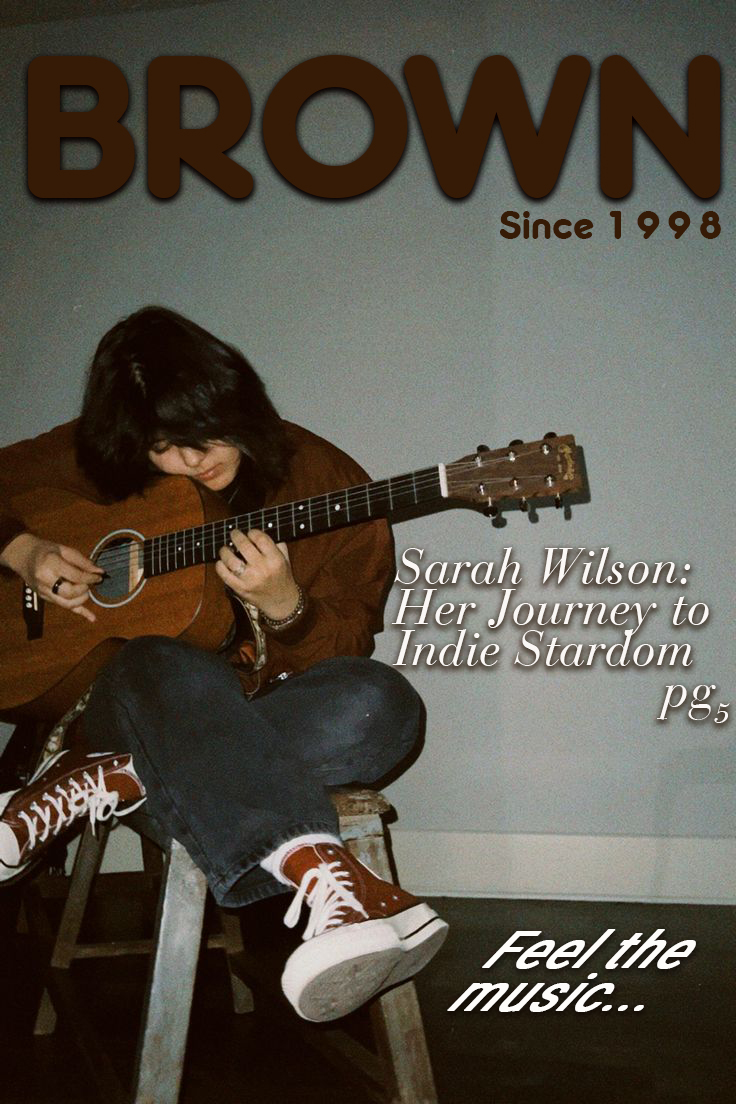 BROWN
Since 1998
Sarah Wilson:
Her Journey to
Indie Stardom
pg5
Feel the
music...